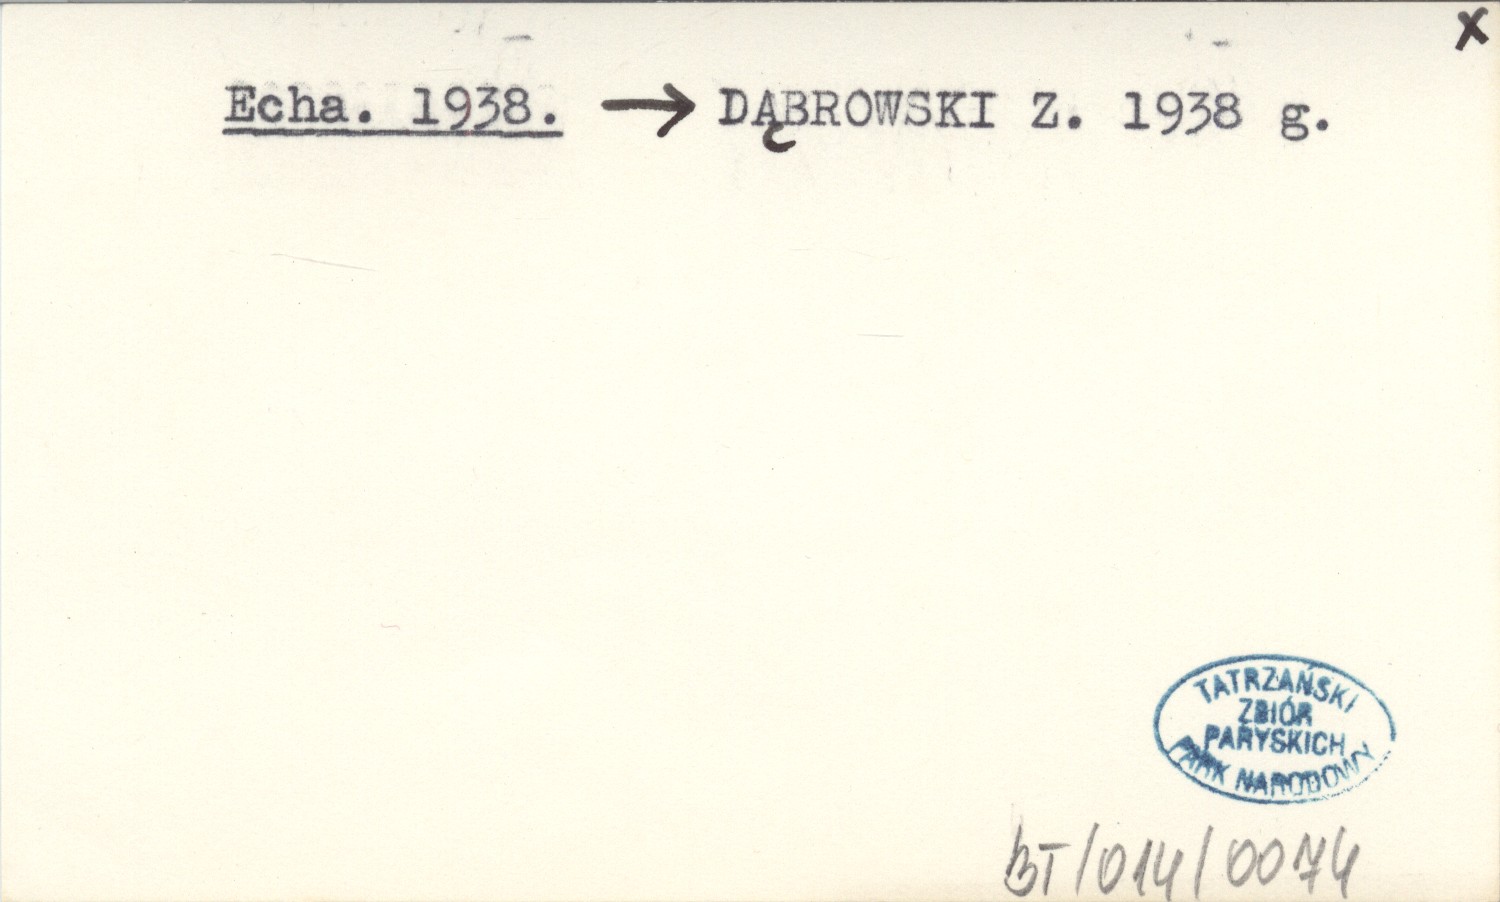 x
Echa. 1938. → DĄBROWSKI Z. 1938 g.
TATRZAŃSKI
ZBIÓR
PARYSKICH
PARK NARODOWY
BT/014/0074